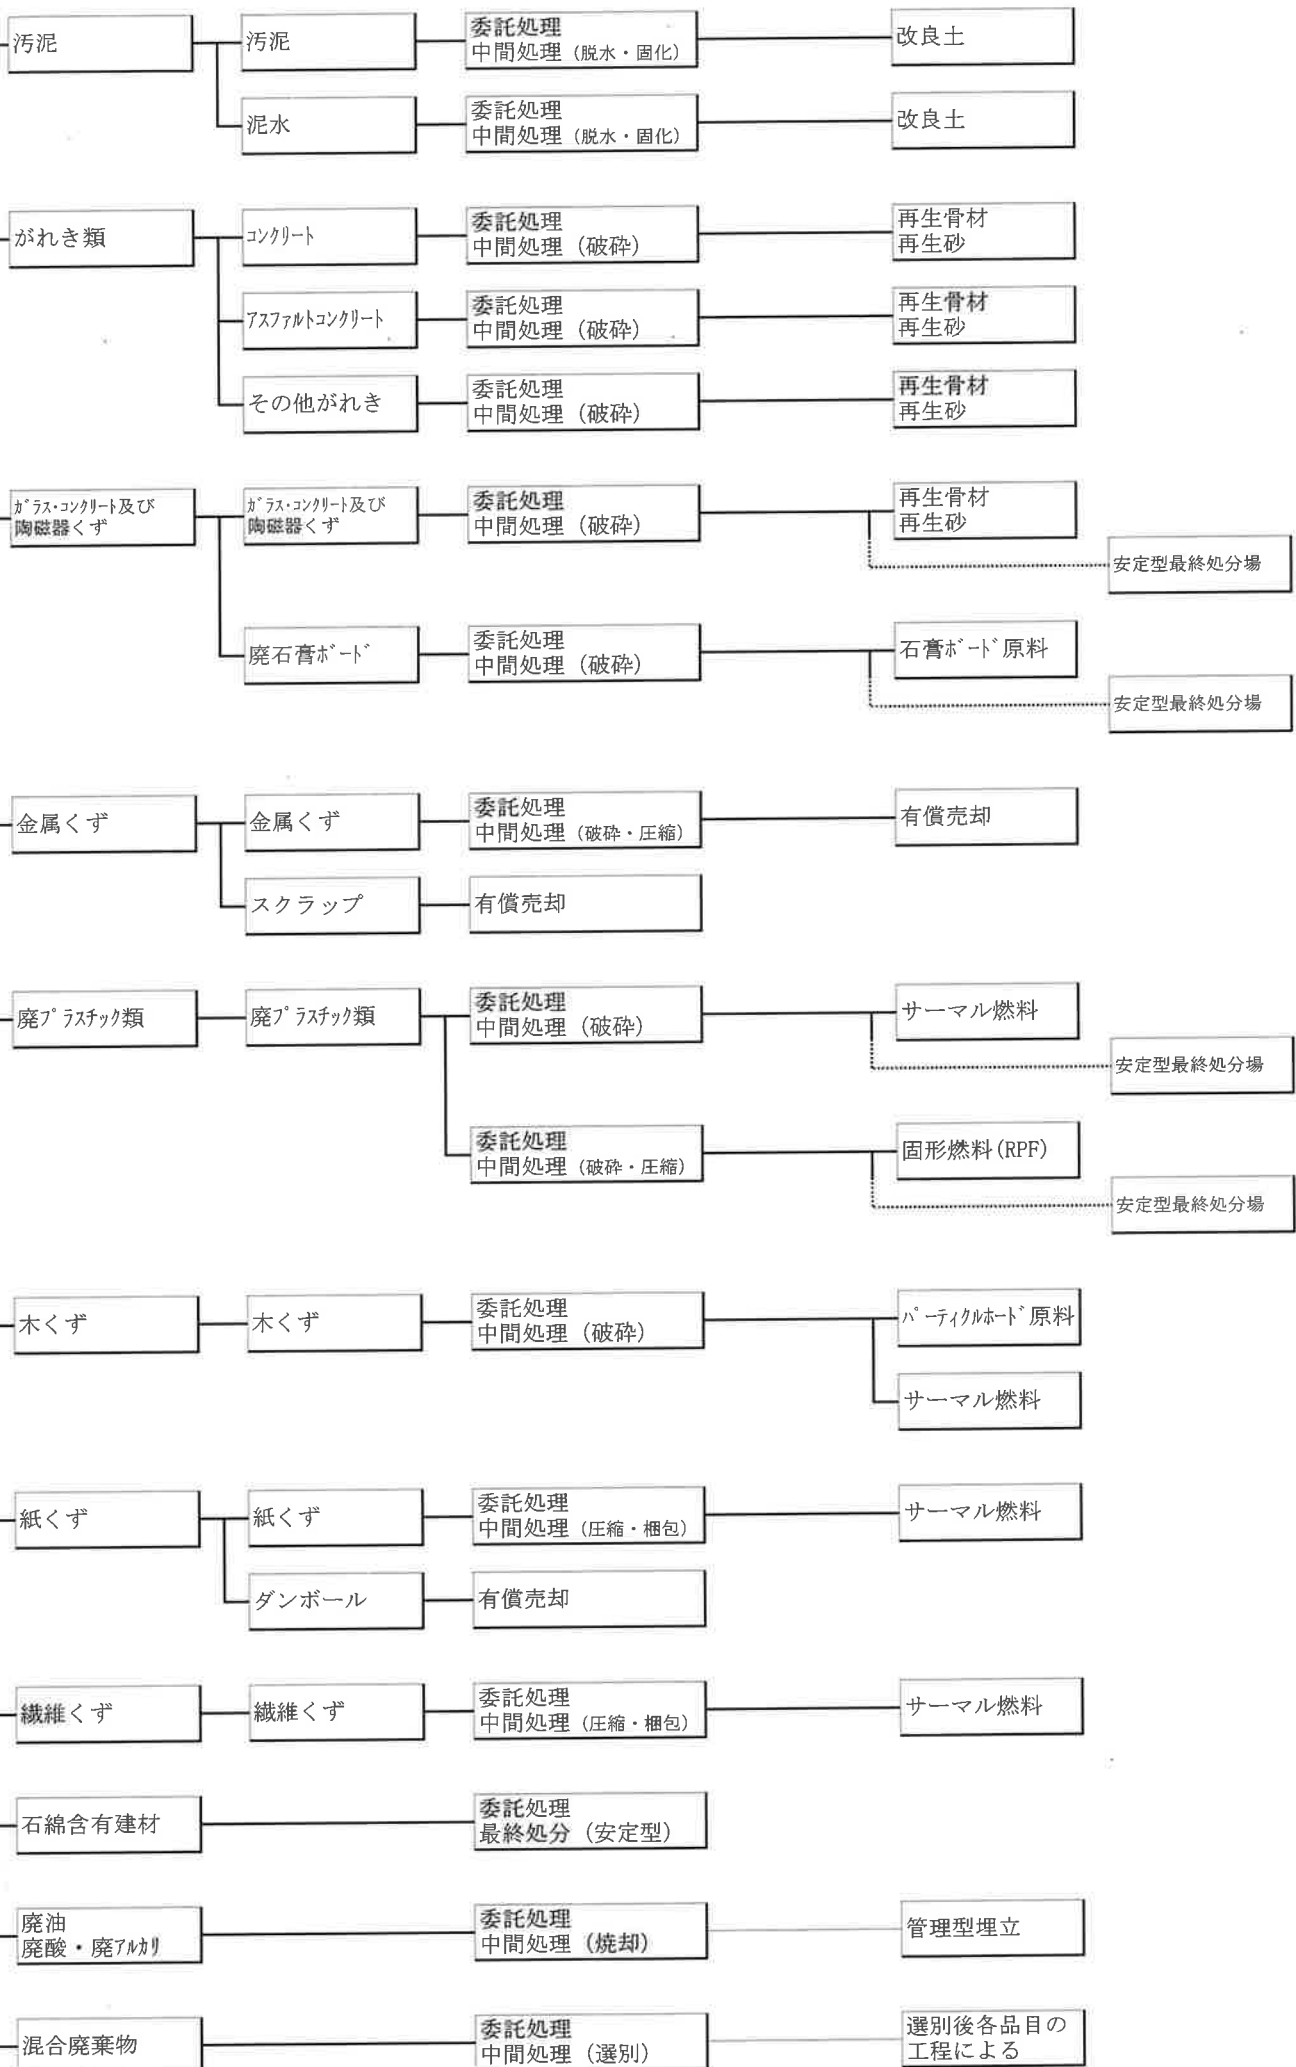 汚泥
汚泥
委託処理
中間処理（脱水・固化）
改良土
泥水
委託処理
中間処理（脱水・固化）
改良土
がれき類
ｺﾝｸﾘｰﾄ
委託処理
中間処理（破砕）
再生骨材
再生砂
ｱｽﾌｧﾙﾄｺﾝｸﾘｰﾄ
委託処理
中間処理（破砕）
再生骨材
再生砂
その他がれき
委託処理
中間処理（破砕）
再生骨材
再生砂
ｶﾞﾗｽ･ｺﾝｸﾘｰﾄ及び
陶磁器くず
ｶﾞﾗｽ･ｺﾝｸﾘｰﾄ及び
陶磁器くず
委託処理
中間処理（破砕）
再生骨材
再生砂
安定型最終処分場
廃石膏ﾎﾞｰﾄﾞ
委託処理
中間処理（破砕）
石膏ﾎﾞｰﾄﾞ原料
安定型最終処分場
金属くず
金属くず
委託処理
中間処理（破砕・圧縮）
有償売却
スクラップ
有償売却
廃ﾌﾟﾗｽﾁｯｸ類
廃ﾌﾟﾗｽﾁｯｸ類
委託処理
中間処理（破砕）
サーマル燃料
安定型最終処分場
委託処理
中間処理（破砕・圧縮）
固形燃料(RPF)
安定型最終処分場
木くず
木くず
委託処理
中間処理（破砕）
ﾊﾟｰﾃｨｸﾙﾎｰﾄﾞ原料
サーマル燃料
紙くず
紙くず
委託処理
中間処理（圧縮・梱包）
サーマル燃料
ダンボール
有償売却
繊維くず
繊維くず
委託処理
中間処理（圧縮・梱包）
サーマル燃料
石綿含有建材
委託処理
最終処分（安定型）
廃油
廃酸・廃ｱﾙｶﾘ
委託処理
中間処理（焼却）
管理型埋立
混合廃棄物
委託処理
中間処理（選別）
選別後各品目の
工程による